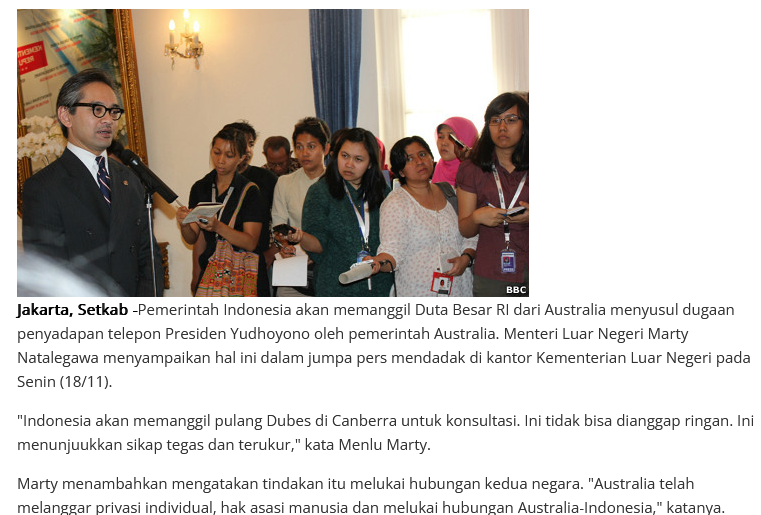 BBC
Jakarta, Setkab -Pemerintah Indonesia akan memanggil Duta Besar RI dari Australia menyusul dugaan
penyadapan telepon Presiden Yudhoyono oleh pemerintah Australia. Menteri Luar Negeri Marty
Natalegawa menyampaikan hal ini dalam jumpa pers mendadak di kantor Kementerian Luar Negeri pada
Senin (18/11).
"Indonesia akan memanggil pulang Dubes di Canberra untuk konsultasi. Ini tidak bisa dianggap ringan. Ini
menunjuukkan sikap tegas dan terukur," kata Menlu Marty.
Marty menambahkan mengatakan tindakan itu melukai hubungan kedua negara. "Australia telah
melanggar privasi individual, hak asasi manusia dan melukai hubungan Australia-Indonesia," katanya.